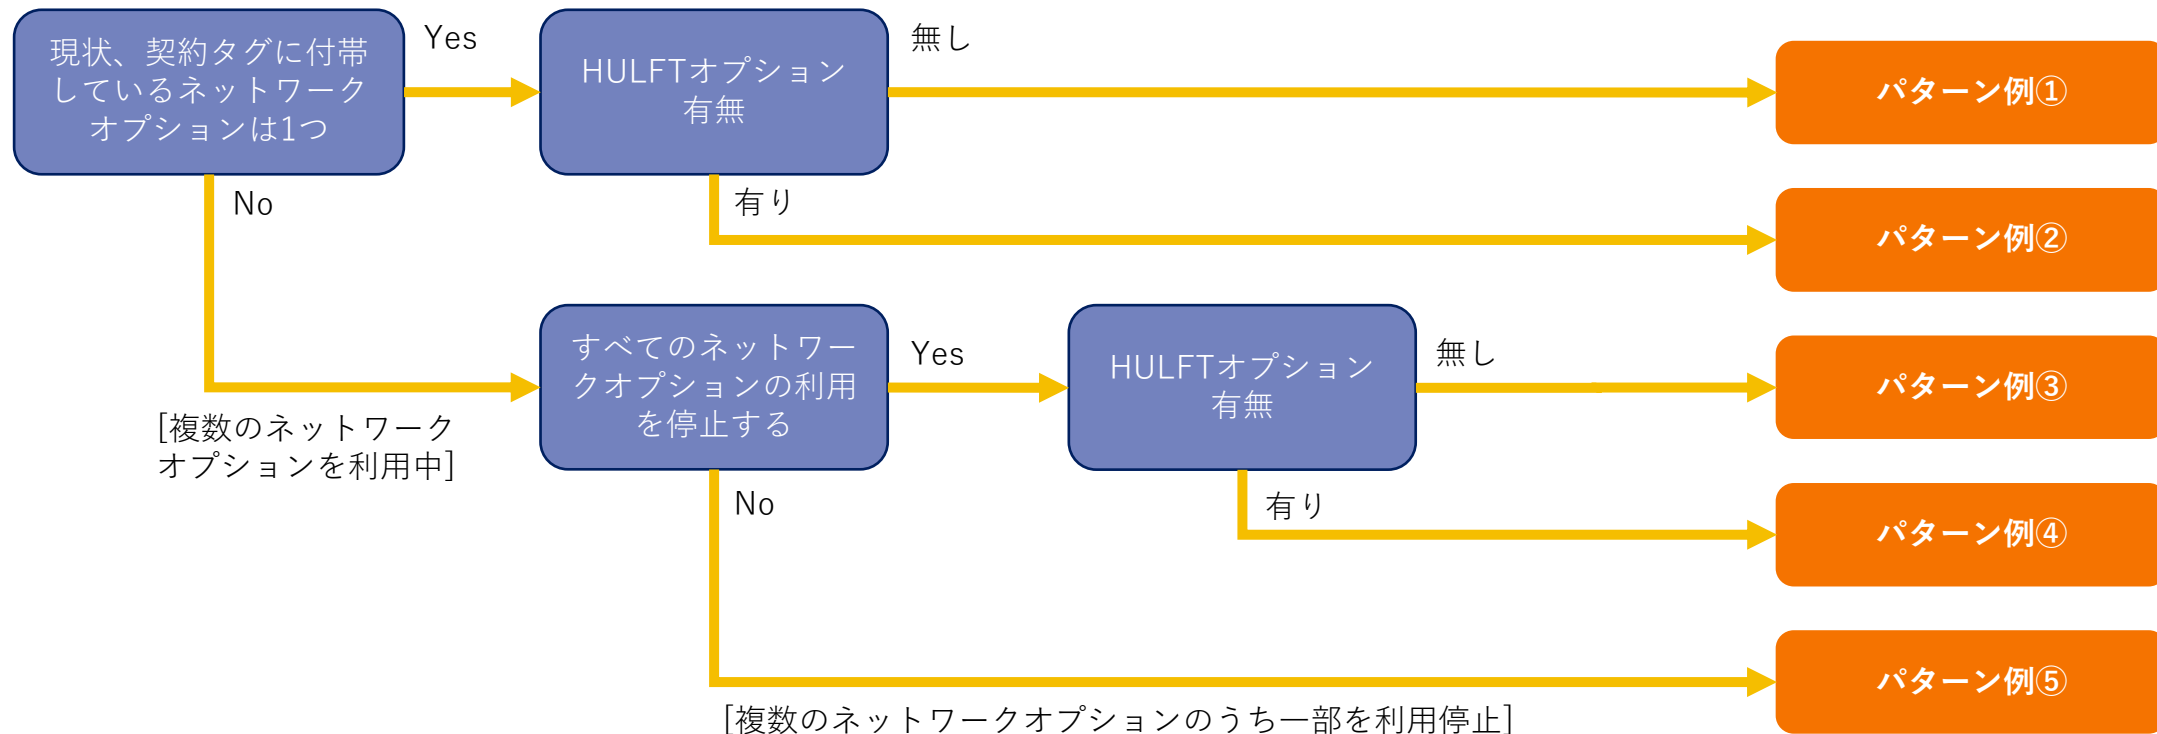 現状、契約タグに付帯
しているネットワーク
オプションは1つ
Yes
HULFTオプション
有無
無し
パターン例①
No
有り
パターン例②
[複数のネットワーク
オプションを利用中]
すべてのネットワー
クオプションの利用
を停止する
Yes
HULFTオプション
有無
無し
パターン例③
No
有り
パターン例④
パターン例⑤
[複数のネットワークオプションのうち一部を利用停止]